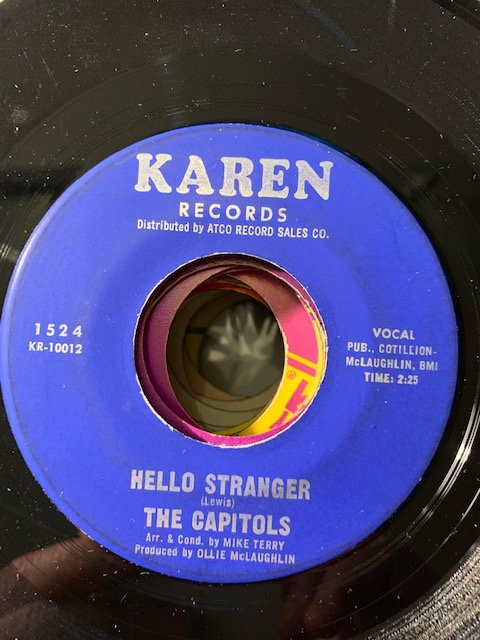 KAREN
RECORDS
Distributed by ATCO RECORD SALES CO.
1524
KR-10012
VOCAL
PUB., COTILLION-
McLAUGHLIN, BMI
TIME: 2:25
HELLO STRANGER
(Lewis)
THE CAPITOLS
Arr. & Cond. by MIKE TERRY
Produced by OLLIE McLAUGHLIN